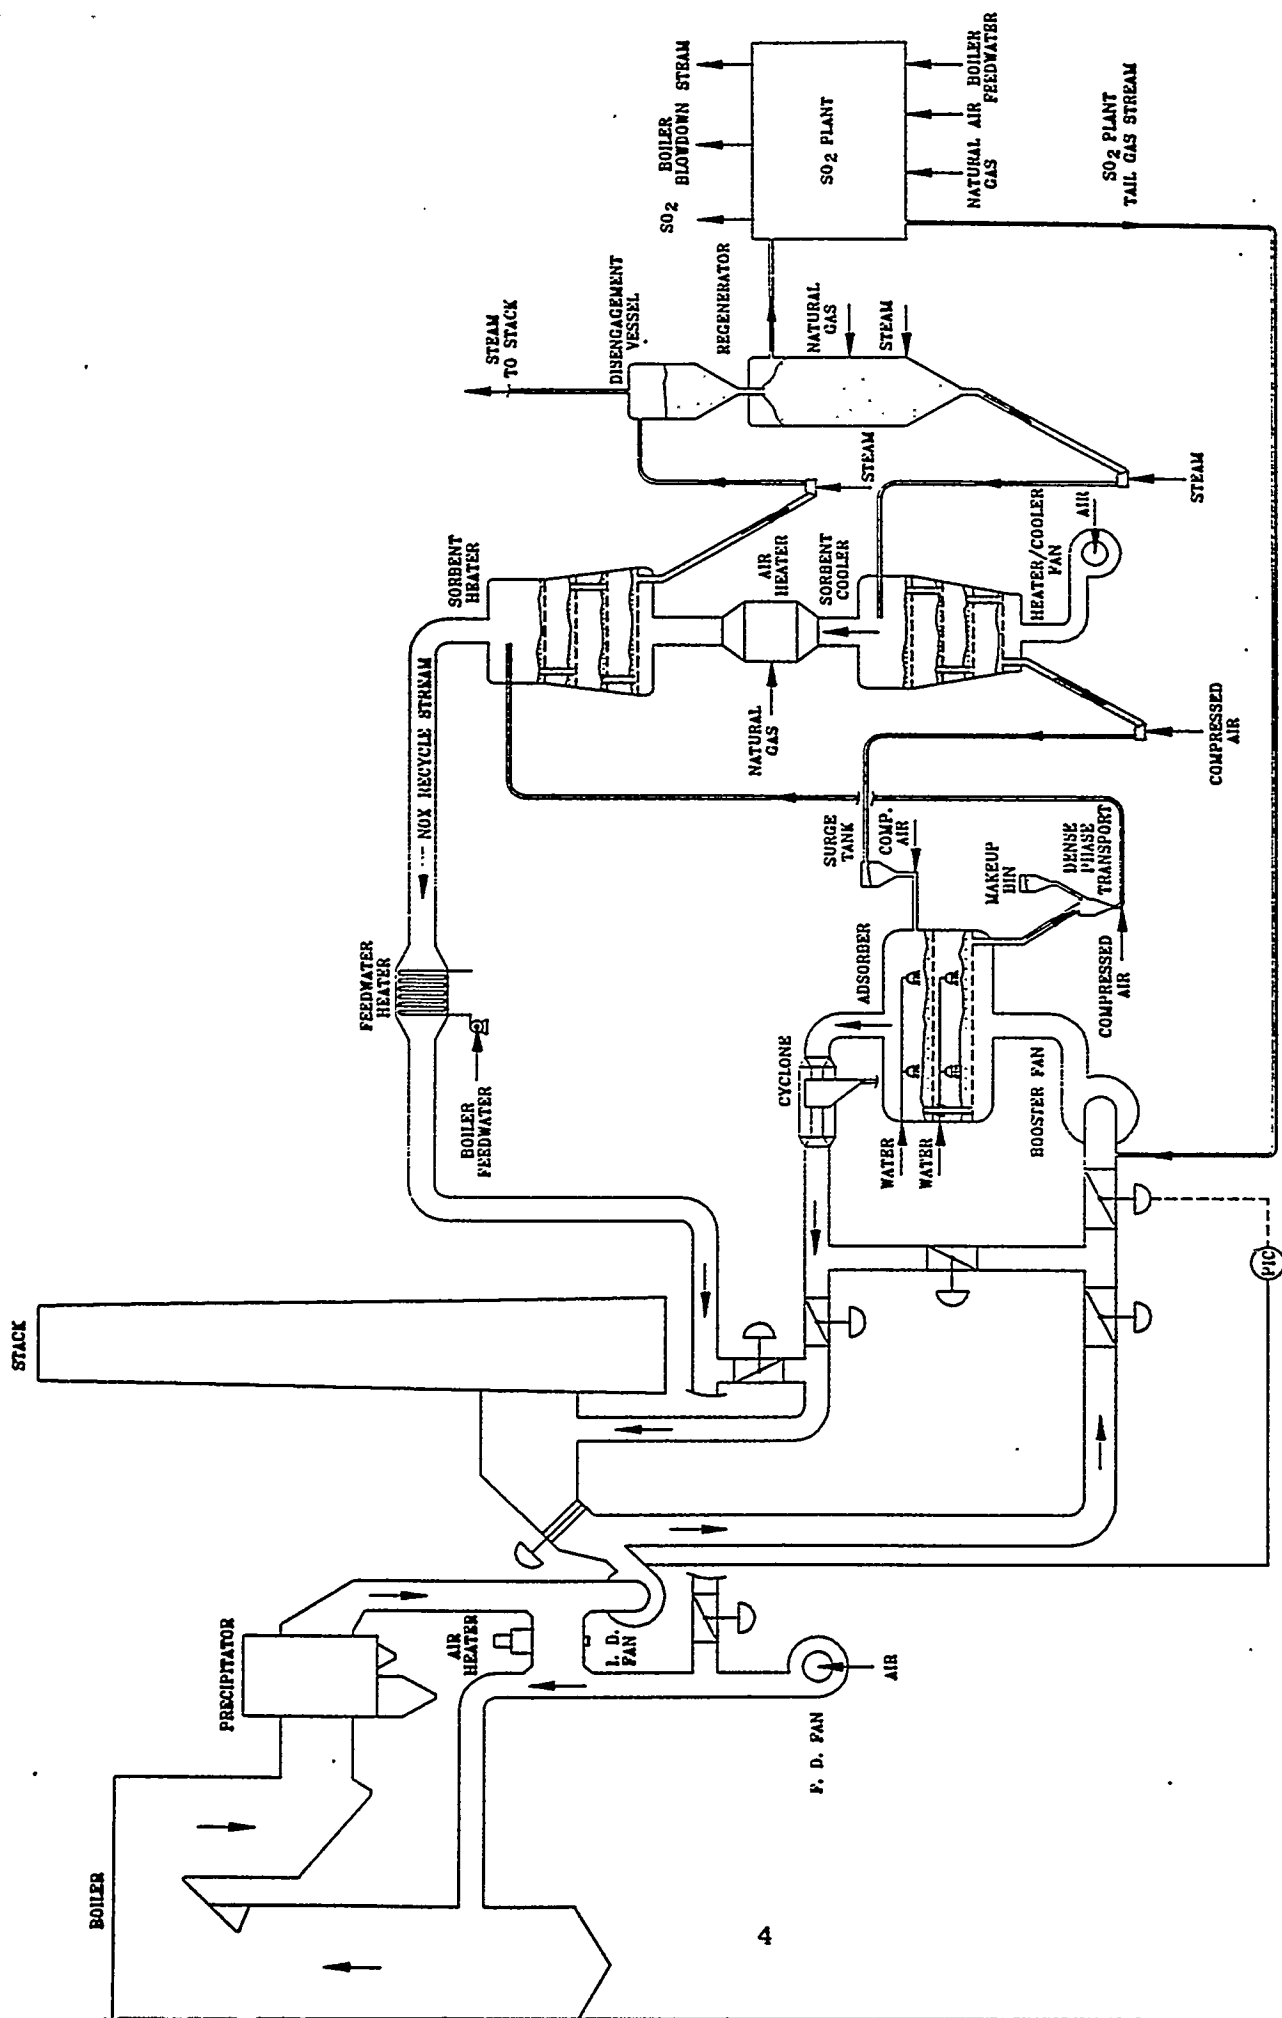 BOILER
PRECIPITATOR
AIR
HEATER
I. D.
FAN
F. D. FAN
AIR
STACK
FEEDWATER
HEATER
BOILER
FEEDWATER
NOX RECYCLE STREAM
CYCLONE
ADSORBER
WATER
WATER
BOOSTER FAN
PIC
SURGE
TANK
COMP.
AIR
MAKEUP
BIN
DENSE
PHASE
TRANSPORT
COMPRESSED
AIR
SORBENT
HEATER
NATURAL
GAS
AIR
HEATER
SORBENT
COOLER
HEATER/COOLER
FAN
AIR
COMPRESSED
AIR
STEAM
STEAM
TO STACK
DISENGAGEMENT
VESSEL
REGENERATOR
NATURAL
GAS
STEAM
STEAM
SO2
BOILER
BLOWDOWN
STEAM
SO2 PLANT
NATURAL
GAS
AIR
BOILER
FEEDWATER
SO2 PLANT
TAIL GAS STREAM
4